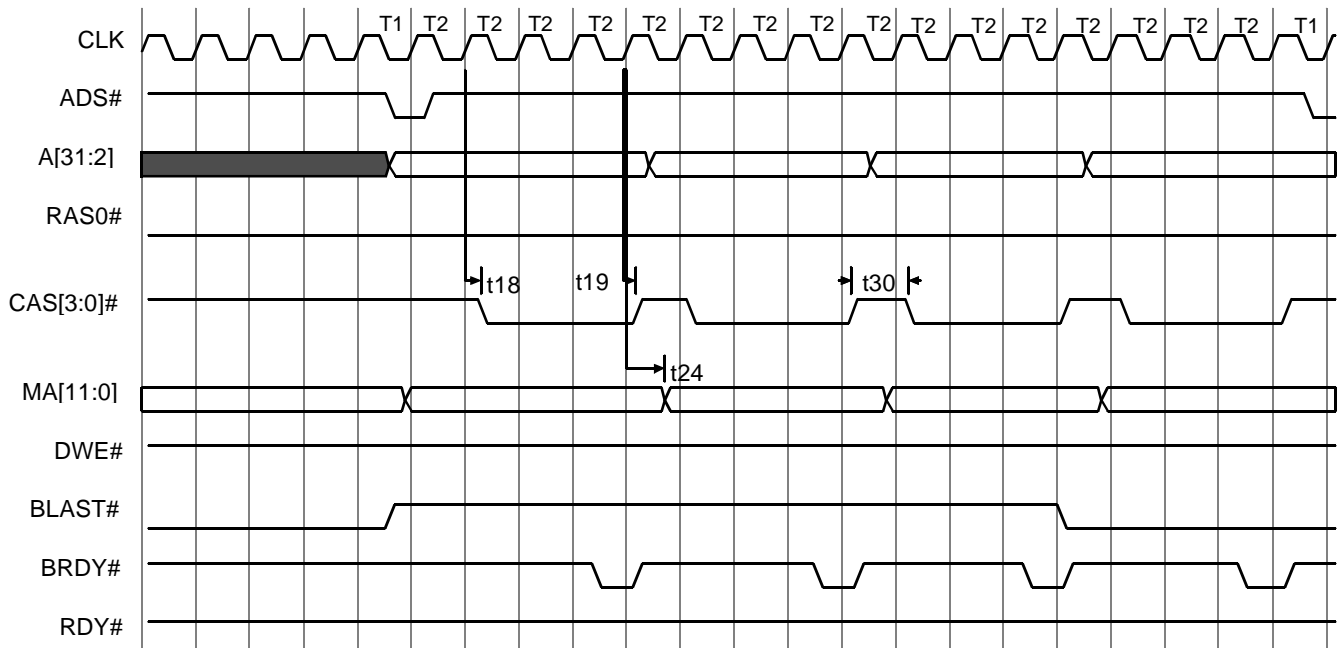 T1 T2 T2 T2 T2 T2 T2 T2 T2 T2 T2 T2 T2 T2 T2 T2 T2 T1
CLK
ADS#
A[31:2]
RAS0#
t18 t19 t30
CAS[3:0]#
t24
MA[11:0]
DWE#
BLAST#
BRDY#
RDY#